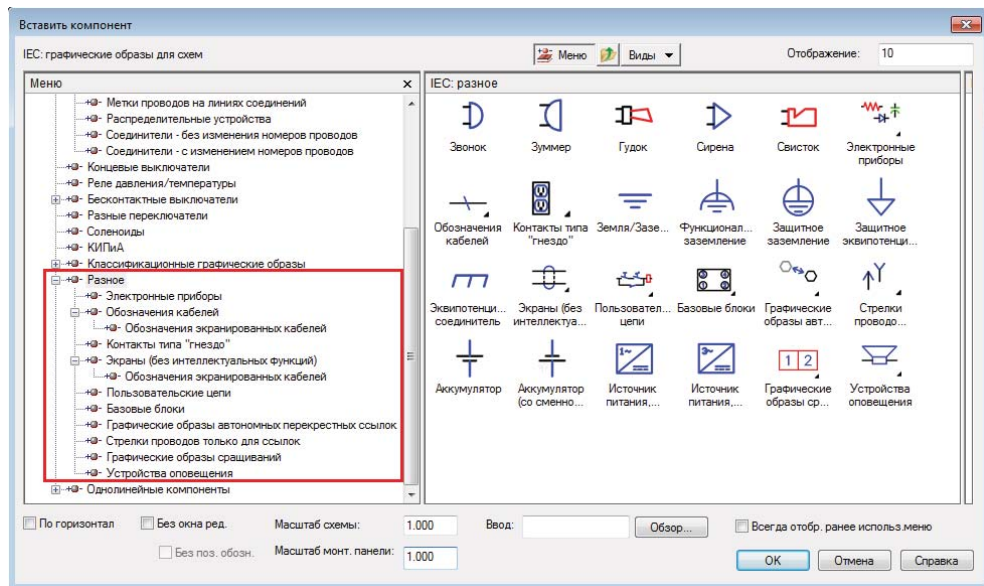 Вставить компонент
IEC: графические образы для схем
Меню
Виды
Отображение:
10
Меню
Метки проводов на линиях соединений
Распределительные устройства
Соединители - без изменения номеров проводов
Соединители - с изменением номеров проводов
Концевые выключатели
Реле давления/температуры
Бесконтактные выключатели
Разные переключатели
Соленоиды
КИПиА
Классификационные графические образы
Разное
Электронные приборы
Обозначения кабелей
Обозначения экранированных кабелей
Контакты типа "гнездо"
Экраны (без интеллектуальных функций)
Обозначения экранированных кабелей
Пользовательские цепи
Базовые блоки
Графические образы автономных перекрестных ссылок
Стрелки проводов только для ссылок
Графические образы сращиваний
Устройства оповещения
Однолинейные компоненты
IEC: разное
Звонок
Зуммер
Гудок
Сирена
Свисток
Электронные
приборы
Обозначения
кабелей
Контакты типа
"гнездо"
Земля/Зазе...
Функционал...
заземление
Защитное
заземление
Защитное
эквипотенци...
Эквипотенци...
соединитель
Экраны (без
интеллектуа...
Пользовател...
цепи
Базовые блоки
Графические
образы авт...
Стрелки
проводо...
Аккумулятор
Аккумулятор
(со сменно...
1~
Источник
питания,...
3~
Источник
питания,...
1 2
Графические
образы ср...
Устройства
оповещения
По горизонтал
Без окна ред.
Масштаб схемы:
1.000
Ввод:
Обзор...
Всегда отобр. ранее использ.меню
Без поз. обозн.
Масштаб монт. панели:
1.000
OK
Отмена
Справка